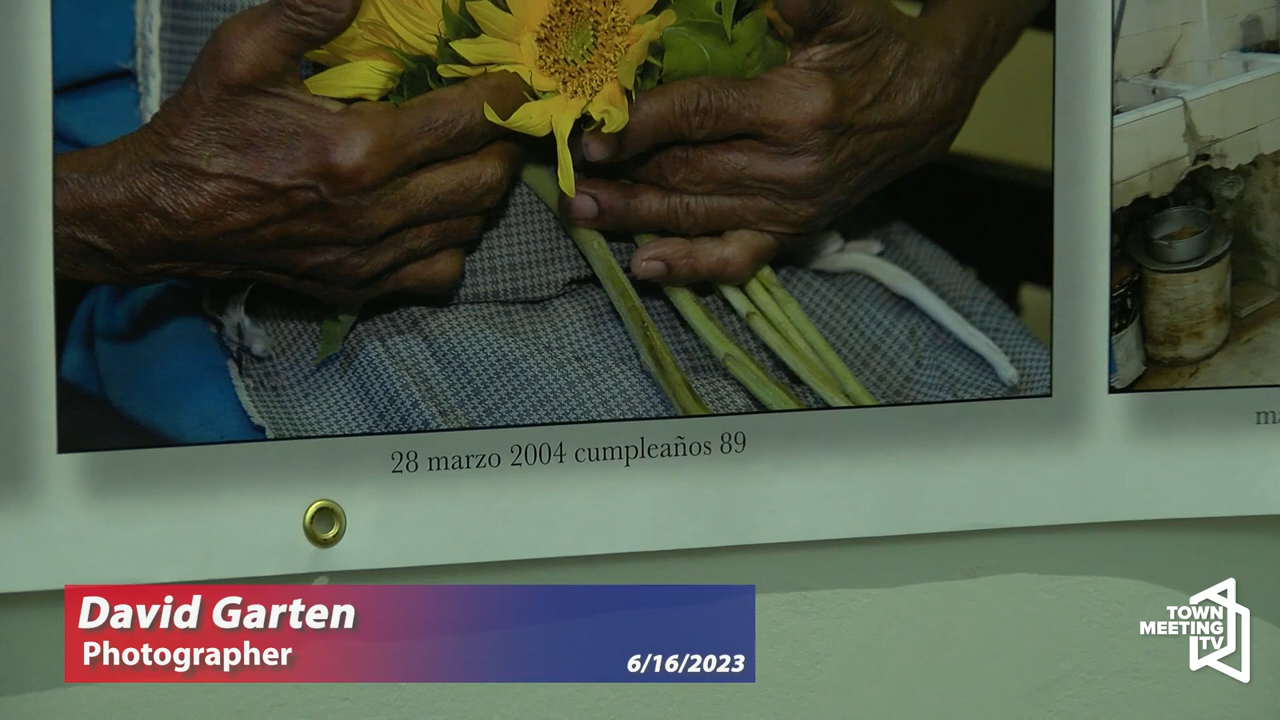 28 marzo 2004 cumpleaños 89
David Garten
Photographer
6/16/2023
TOWN
MEETING
TV